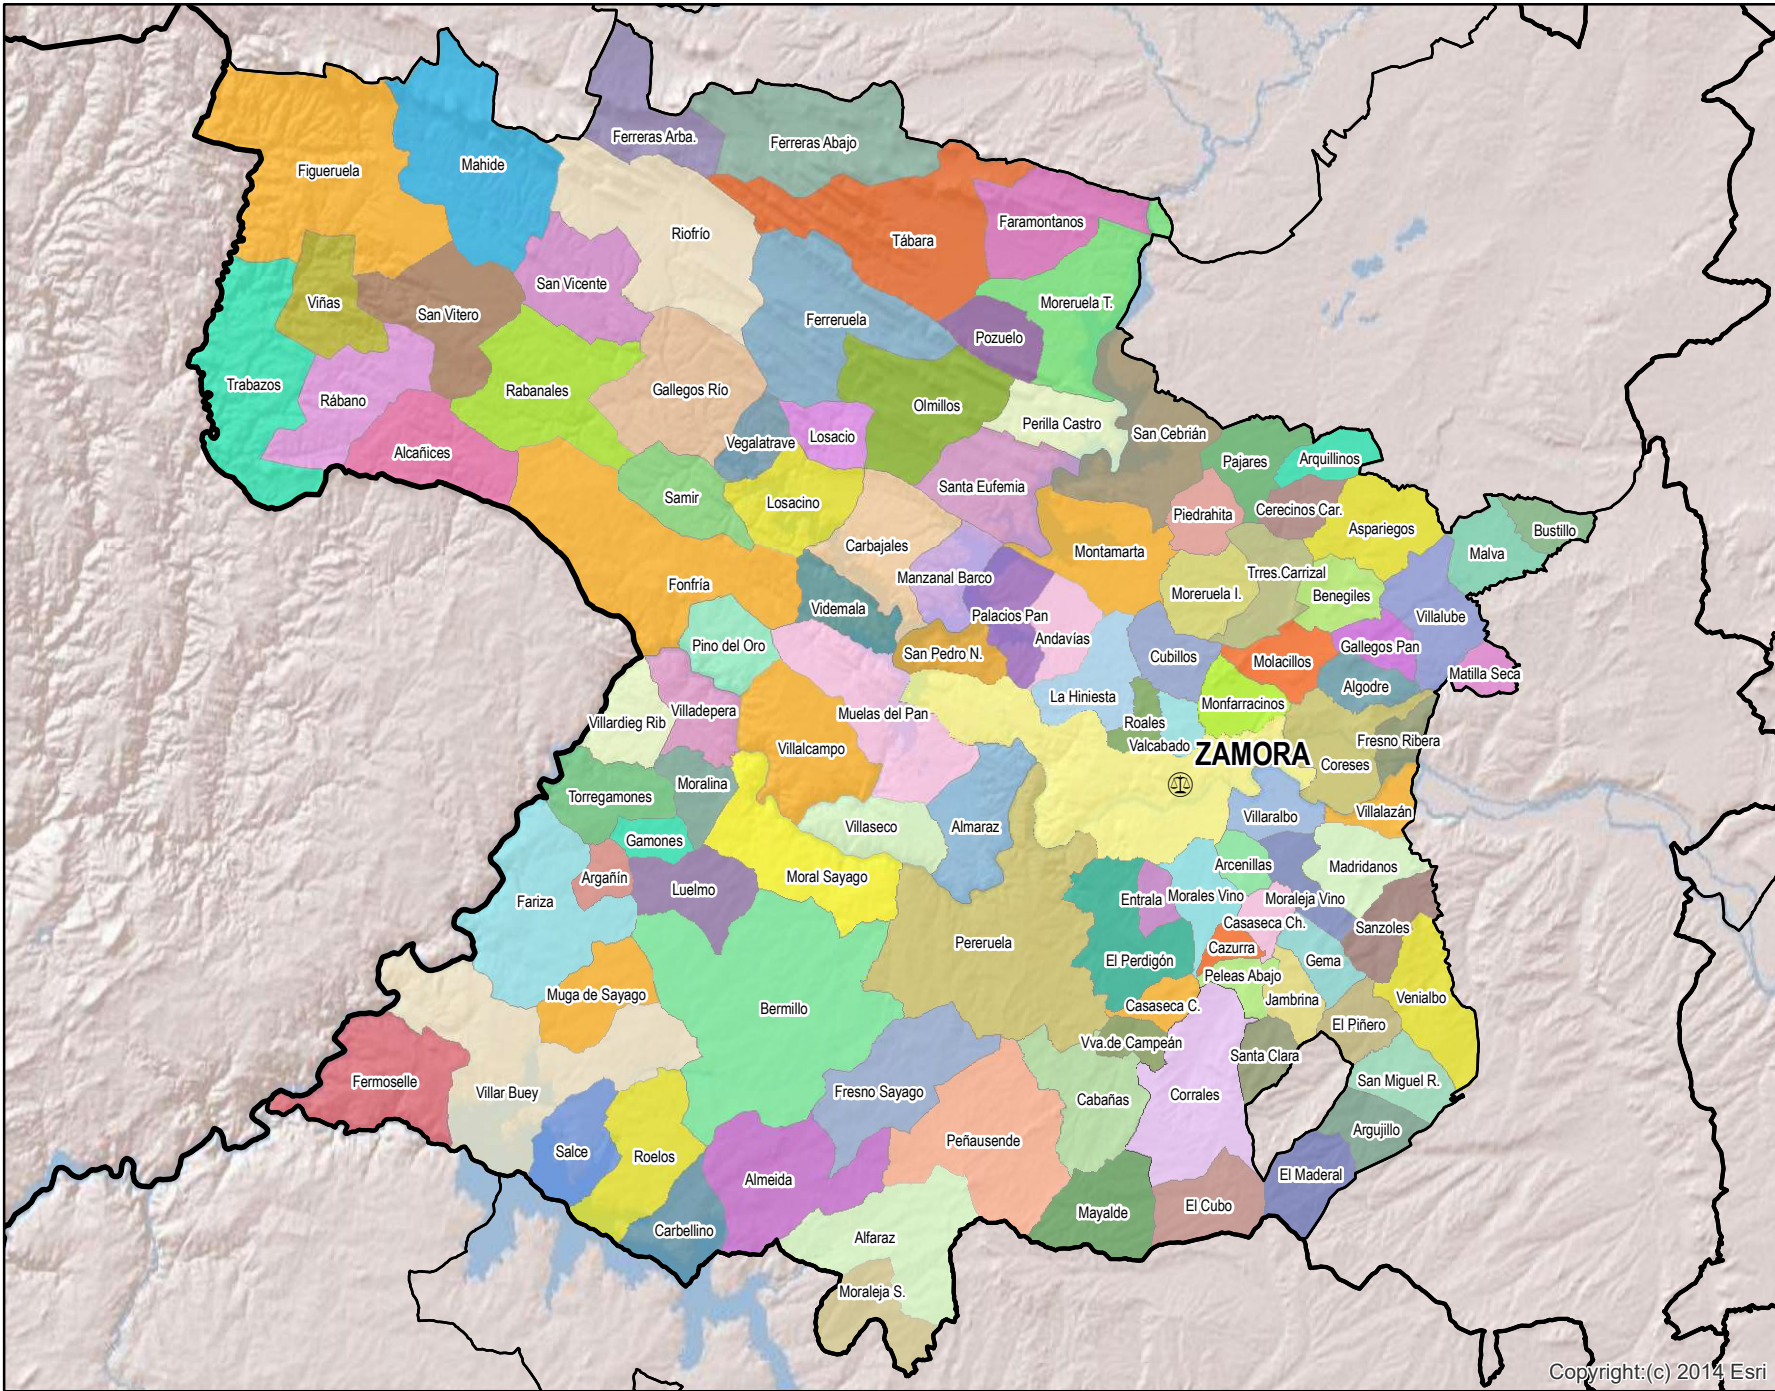 Ferreras Arba.
Ferreras Abajo
Figueruela
Mahide
Riofrío
Tábara
Faramontanos
San Vicente
Viñas
San Vitero
Ferreruela
Moreruela T.
Pozuelo
Trabazos
Rábano
Rabanales
Gallegos Río
Olmillos
Perilla Castro
San Cebrián
Vegalatrave
Losacio
Alcañices
Pajares
Arquillinos
Samir
Losacino
Santa Eufemia
Piedrahita
Cerecinos Car.
Aspariegos
Bustillo
Carbajales
Montamarta
Malva
Fonfría
Manzanal Barco
Trres.Carrizal
Moreruela I.
Benegiles
Videmala
Palacios Pan
Villalube
Andavías
Pino del Oro
San Pedro N.
Cubillos
Molacillos
Gallegos Pan
Matilla Seca
La Hiniesta
Algodre
Monfarracinos
Villadepera
Muelas del Pan
Villardieg Rib
Roales
Valcabado
Villalcampo
ZAMORA
Fresno Ribera
Coreses
Moralina
Torregamones
Villalazán
Villaralbo
Villaseco
Almaraz
Gamones
Arcenillas
Madridanos
Argañín
Luelmo
Moral Sayago
Fariza
Entrala
Morales Vino
Moraleja Vino
Casaseca Ch.
Sanzoles
Pereruela
Cazurra
El Perdigón
Gema
Peleas Abajo
Muga de Sayago
Bermillo
Casaseca C.
Jambrina
Venialbo
El Piñero
Vva.de Campeán
Santa Clara
Fermoselle
Villar Buey
Fresno Sayago
Cabañas
Corrales
San Miguel R.
Argujillo
Peñausende
Salce
Roelos
Almeida
El Maderal
Mayalde
El Cubo
Carbellino
Alfaraz
Moraleja S.
Copyright:(c) 2014 Esri